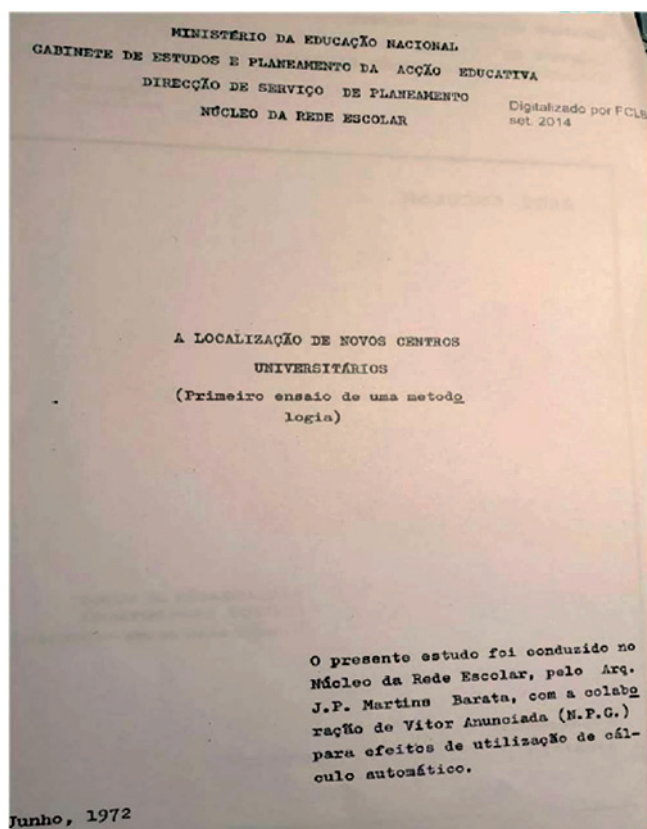 MINISTÉRIO DA EDUCAÇÃO NACIONAL
GABINETE DE ESTUDOS E PLANEAMENTO DA ACÇÃO EDUCATIVA
DIRECÇÃO DE SERVIÇO DE PLANEAMENTO
NÚCLEO DA REDE ESCOLAR
Digitalizado por FCLB
set. 2014
A LOCALIZAÇÃO DE NOVOS CENTROS
UNIVERSITÁRIOS
(Primeiro ensaio de uma metodo
logia)
O presente estudo foi conduzido no
Núcleo da Rede Escolar, pelo Arq.
J.P. Martins Barata, com a colabo
ração de Vitor Anunciada (N.P.G.)
para efeitos de utilização de cál-
culo automático.
Junho, 1972